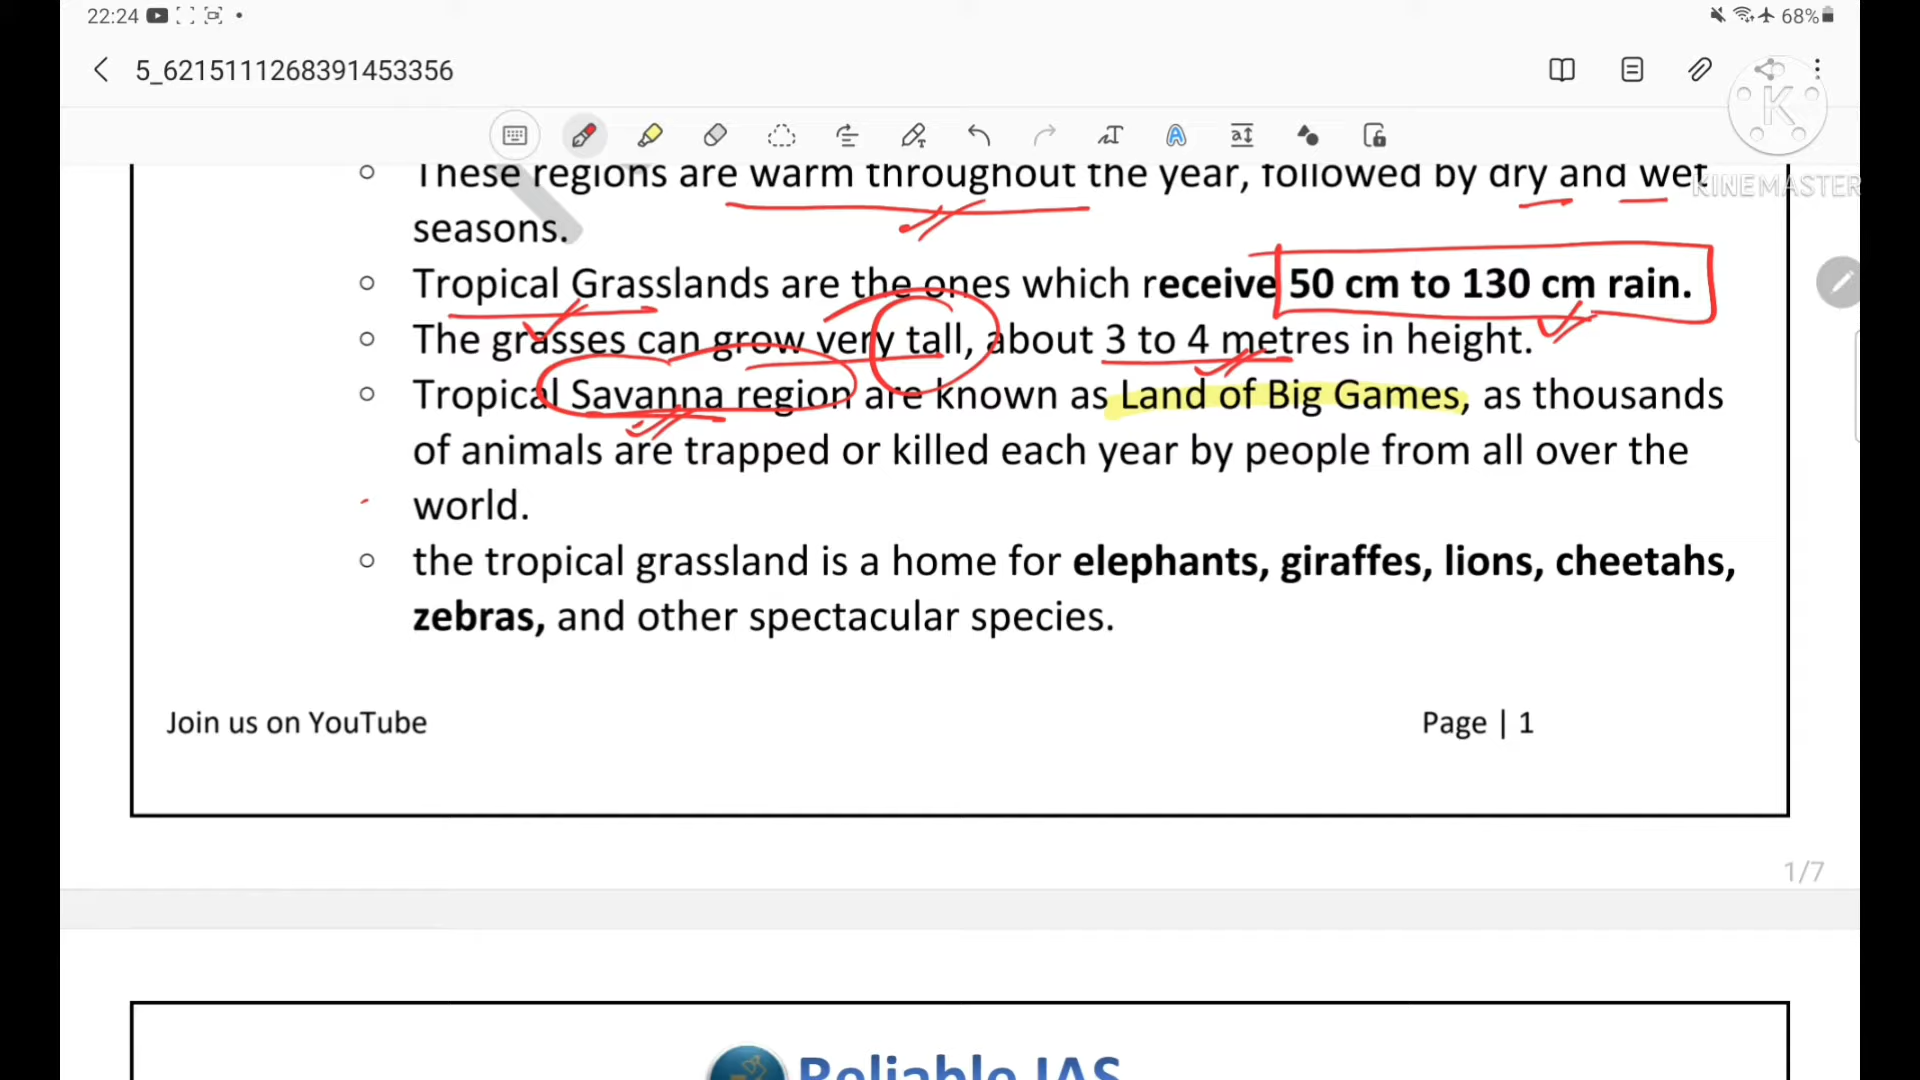 22:24
68%
5_6215111268391453356
K
KINEMASTER
These regions are warm throughout the year, followed by dry and wet
seasons.
Tropical Grasslands are the ones which receive 50 cm to 130 cm rain.
The grasses can grow very tall, about 3 to 4 metres in height.
Tropical Savanna region are known as Land of Big Games, as thousands
of animals are trapped or killed each year by people from all over the
world.
the tropical grassland is a home for elephants, giraffes, lions, cheetahs,
zebras, and other spectacular species.
Join us on YouTube
Page | 1
1/7
Reliable IAS